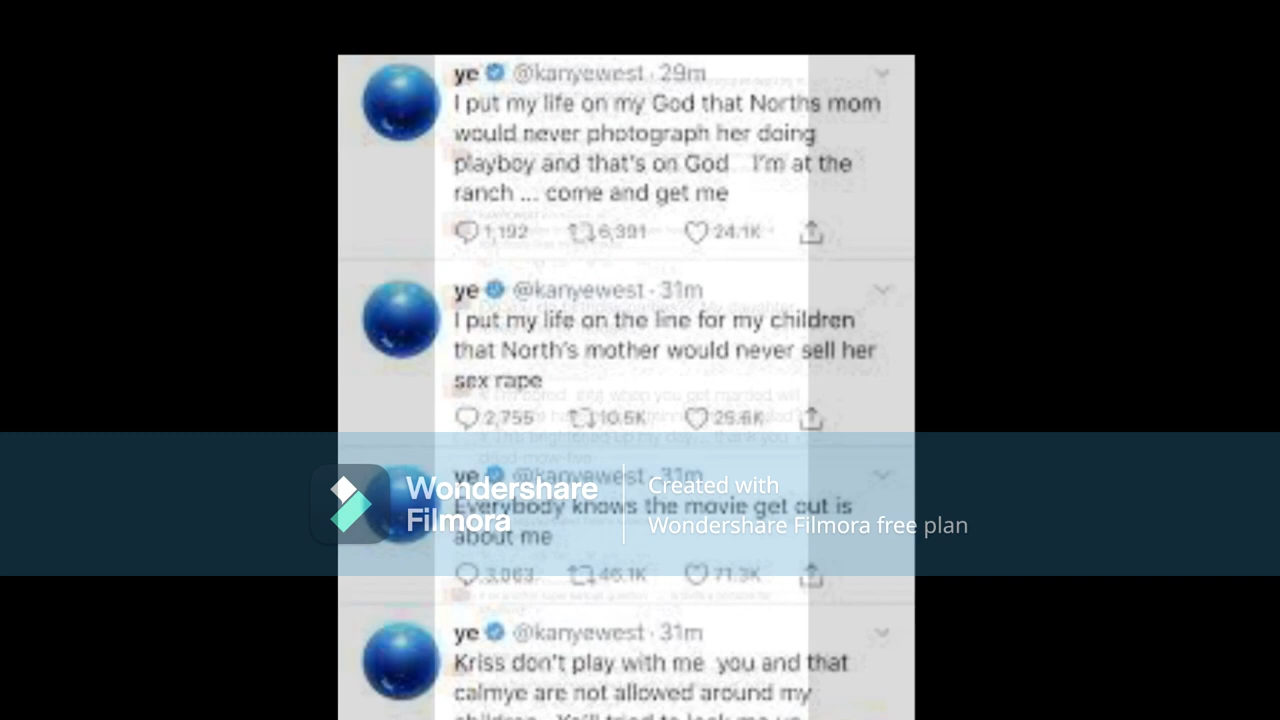 ye @kanyewest · 29m
I put my life on my God that Norths mom
would never photograph her doing
playboy and that's on God I'm at the
ranch ... come and get me
1,192 6,391 24.1K
ye @kanyewest · 31m
I put my life on the line for my children
that North's mother would never sell her
sex rape
2,755 10.5K 25.6K
ye @kanyewest · 31m
Everybody knows the movie get out is
about me
3,063 46.1K 71.3K
Wondershare
Filmora
Created with
Wondershare Filmora free plan
ye @kanyewest · 31m
Kriss don't play with me you and that
calmye are not allowed around my